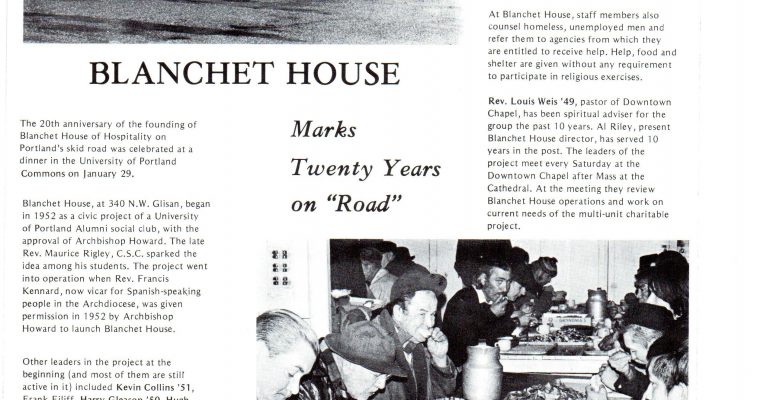 BLANCHET HOUSE
The 20th anniversary of the founding of
Blanchet House of Hospitality on
Portland's skid road was celebrated at a
dinner in the University of Portland
Commons on January 29.
Blanchet House, at 340 N.W. Glisan, began
in 1952 as a civic project of a University
of Portland Alumni social club, with the
approval of Archbishop Howard. The late
Rev. Maurice Rigley, C.S.C. sparked the
idea among his students. The project went
into operation when Rev. Francis
Kennard, now vicar for Spanish-speaking
people in the Archdiocese, was given
permission in 1952 by Archbishop
Howard to launch Blanchet House.
Other leaders in the project at the
beginning (and most of them are still
active in it) included Kevin Collins '51,
Frank Filliff, Harry Gleason '50, Hugh
Marks
Twenty Years
on "Road"
At Blanchet House, staff members also
counsel homeless, unemployed men and
refer them to agencies from which they
are entitled to receive help. Help, food and
shelter are given without any requirement
to participate in religious exercises.
Rev. Louis Weis '49, pastor of Downtown
Chapel, has been spiritual adviser for the
group the past 10 years. Al Riley, present
Blanchet House director, has served 10
years in the post. The leaders of the
project meet every Saturday at the
Downtown Chapel after Mass at the
Cathedral. At the meeting they review
Blanchet House operations and work on
current needs of the multi-unit charitable
project.